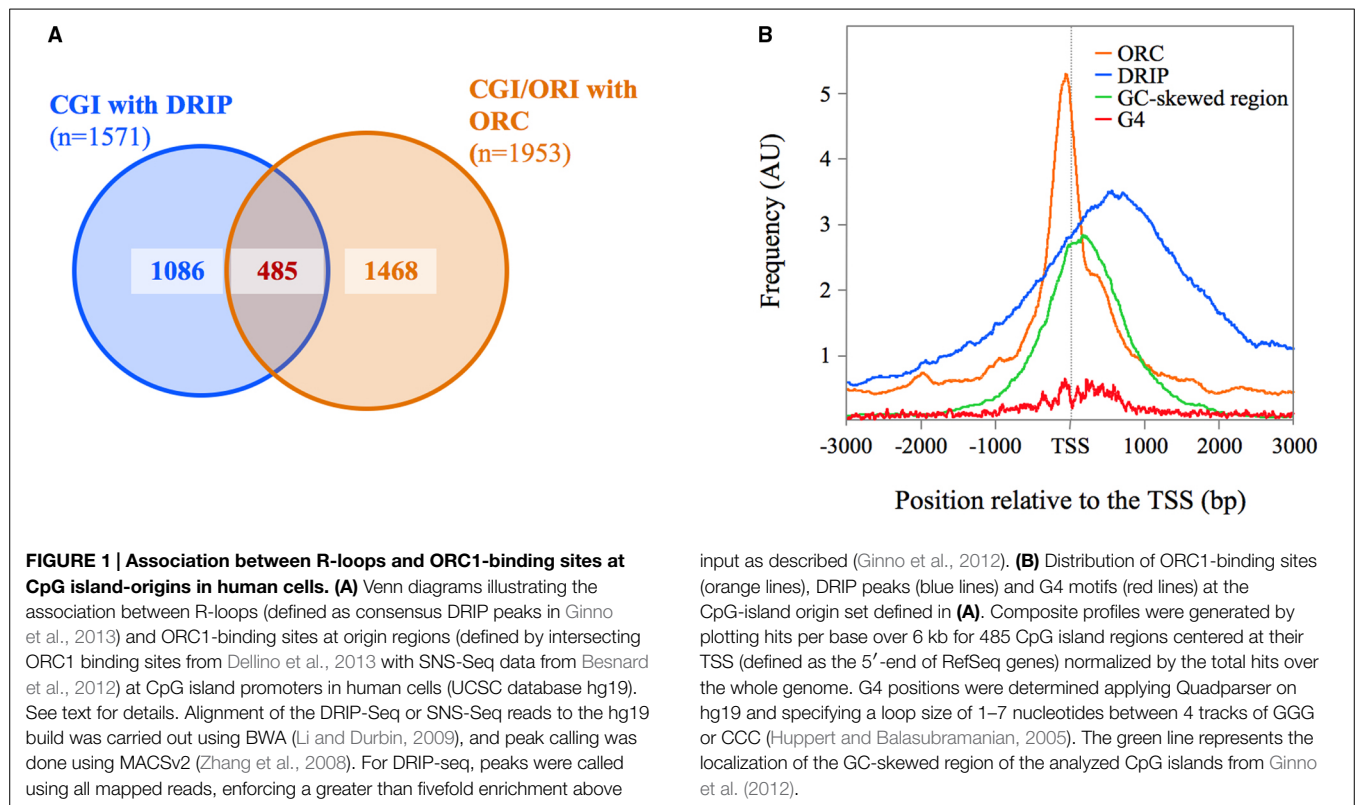 A
CGI with DRIP
(n=1571)
CGI/ORI with
ORC
(n=1953)
1086
485
1468
B
ORC
DRIP
GC-skewed region
G4
Frequency (AU)
5
4
3
2
1
-3000
-2000
-1000
TSS
1000
2000
3000
Position relative to the TSS (bp)
FIGURE 1 | Association between R-loops and ORC1-binding sites at
CpG island-origins in human cells. (A) Venn diagrams illustrating the
association between R-loops (defined as consensus DRIP peaks in Ginno
et al., 2013) and ORC1-binding sites at origin regions (defined by intersecting
ORC1 binding sites from Dellino et al., 2013 with SNS-Seq data from Besnard
et al., 2012) at CpG island promoters in human cells (UCSC database hg19).
See text for details. Alignment of the DRIP-Seq or SNS-Seq reads to the hg19
build was carried out using BWA (Li and Durbin, 2009), and peak calling was
done using MACSv2 (Zhang et al., 2008). For DRIP-seq, peaks were called
using all mapped reads, enforcing a greater than fivefold enrichment above
input as described (Ginno et al., 2012). (B) Distribution of ORC1-binding sites
(orange lines), DRIP peaks (blue lines) and G4 motifs (red lines) at the
CpG-island origin set defined in (A). Composite profiles were generated by
plotting hits per base over 6 kb for 485 CpG island regions centered at their
TSS (defined as the 5′-end of RefSeq genes) normalized by the total hits over
the whole genome. G4 positions were determined applying Quadparser on
hg19 and specifying a loop size of 1–7 nucleotides between 4 tracks of GGG
or CCC (Huppert and Balasubramanian, 2005). The green line represents the
localization of the GC-skewed region of the analyzed CpG islands from Ginno
et al. (2012).